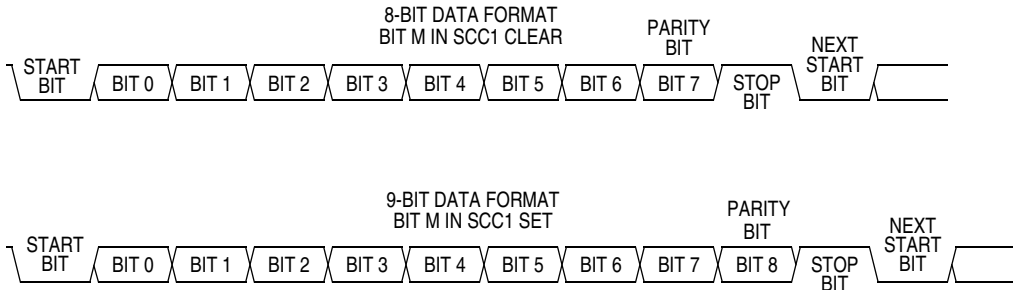 8-BIT DATA FORMAT
BIT M IN SCC1 CLEAR
PARITY
BIT
NEXT
START
BIT
START
BIT
BIT 0
BIT 1
BIT 2
BIT 3
BIT 4
BIT 5
BIT 6
BIT 7
STOP
BIT
9-BIT DATA FORMAT
BIT M IN SCC1 SET
PARITY
BIT
NEXT
START
BIT
START
BIT
BIT 0
BIT 1
BIT 2
BIT 3
BIT 4
BIT 5
BIT 6
BIT 7
BIT 8
STOP
BIT